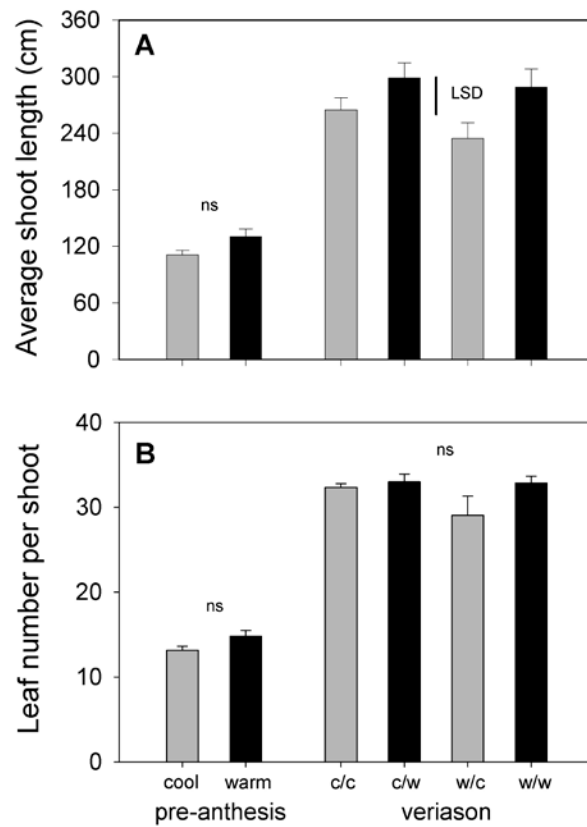 A
Average shoot length (cm)
360
300
240
180
120
60
0
ns
LSD
B
Leaf number per shoot
40
30
20
10
0
ns
ns
cool warm c/c c/w w/c w/w
pre-anthesis veriason